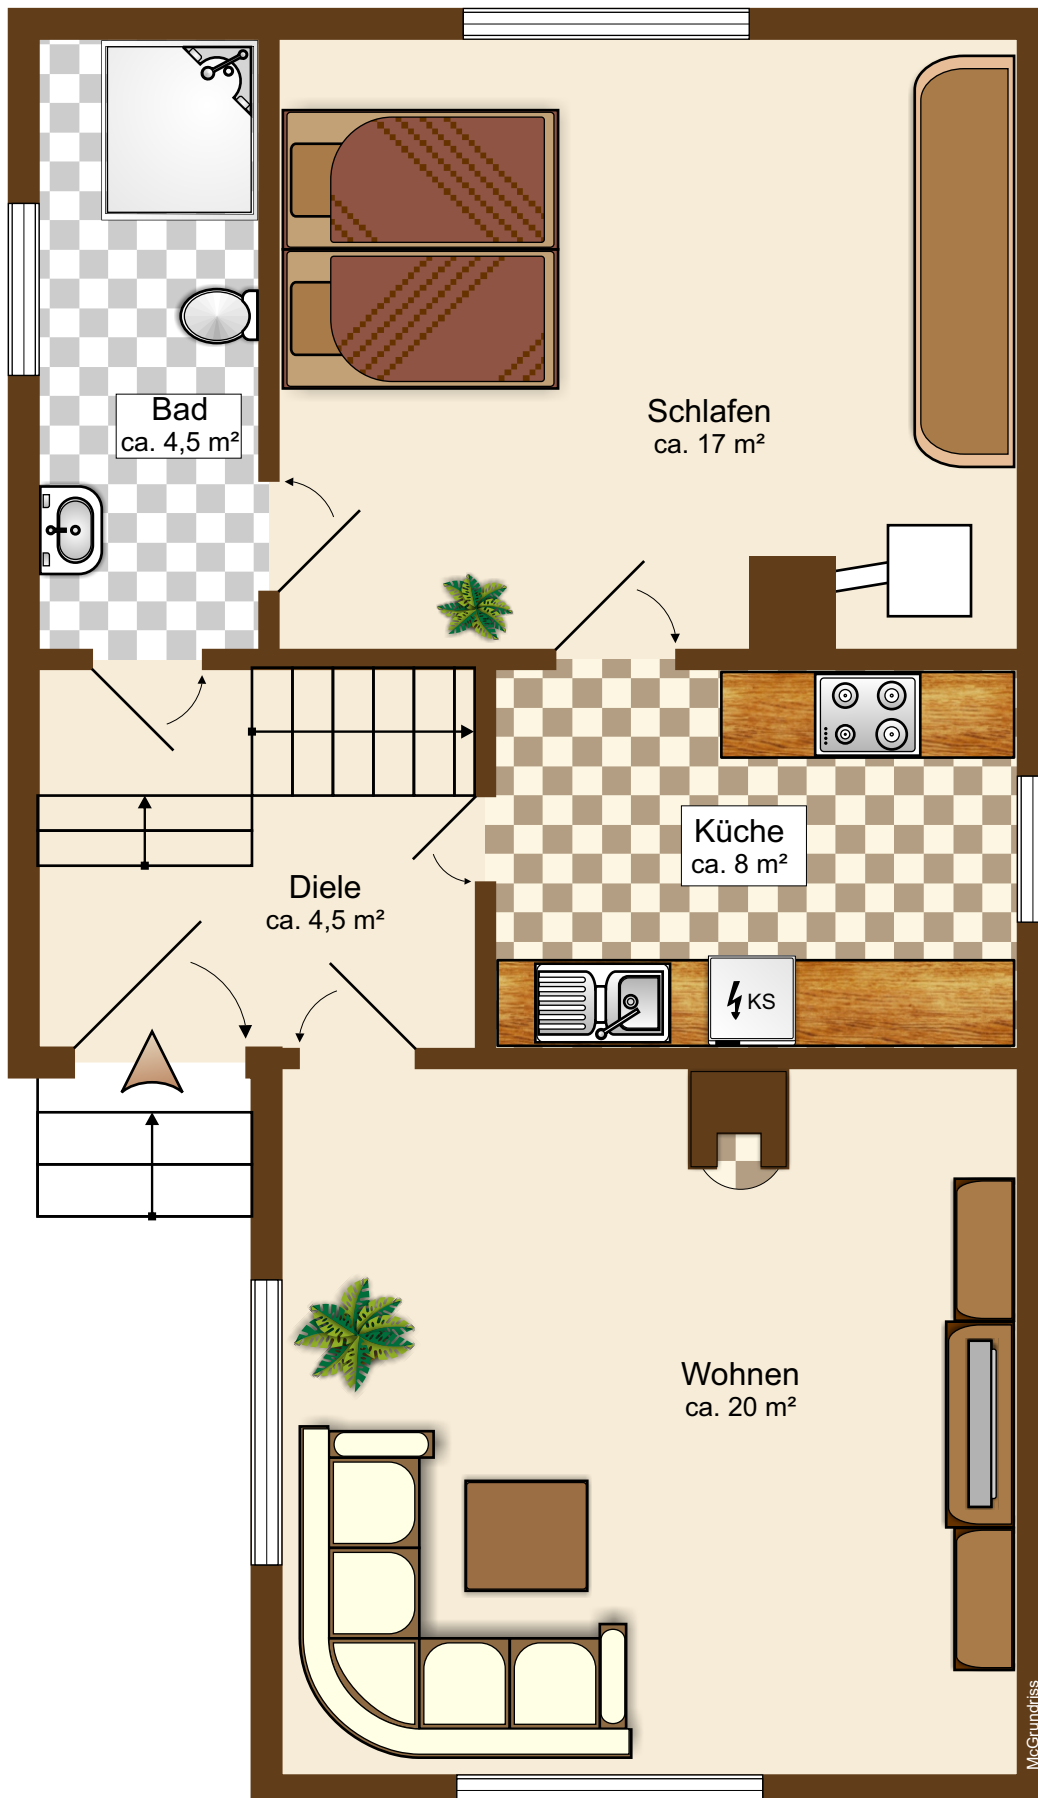 Bad
ca. 4,5 m²
Schlafen
ca. 17 m²
Küche
ca. 8 m²
Diele
ca. 4,5 m²
KS
Wohnen
ca. 20 m²
McGrundriss